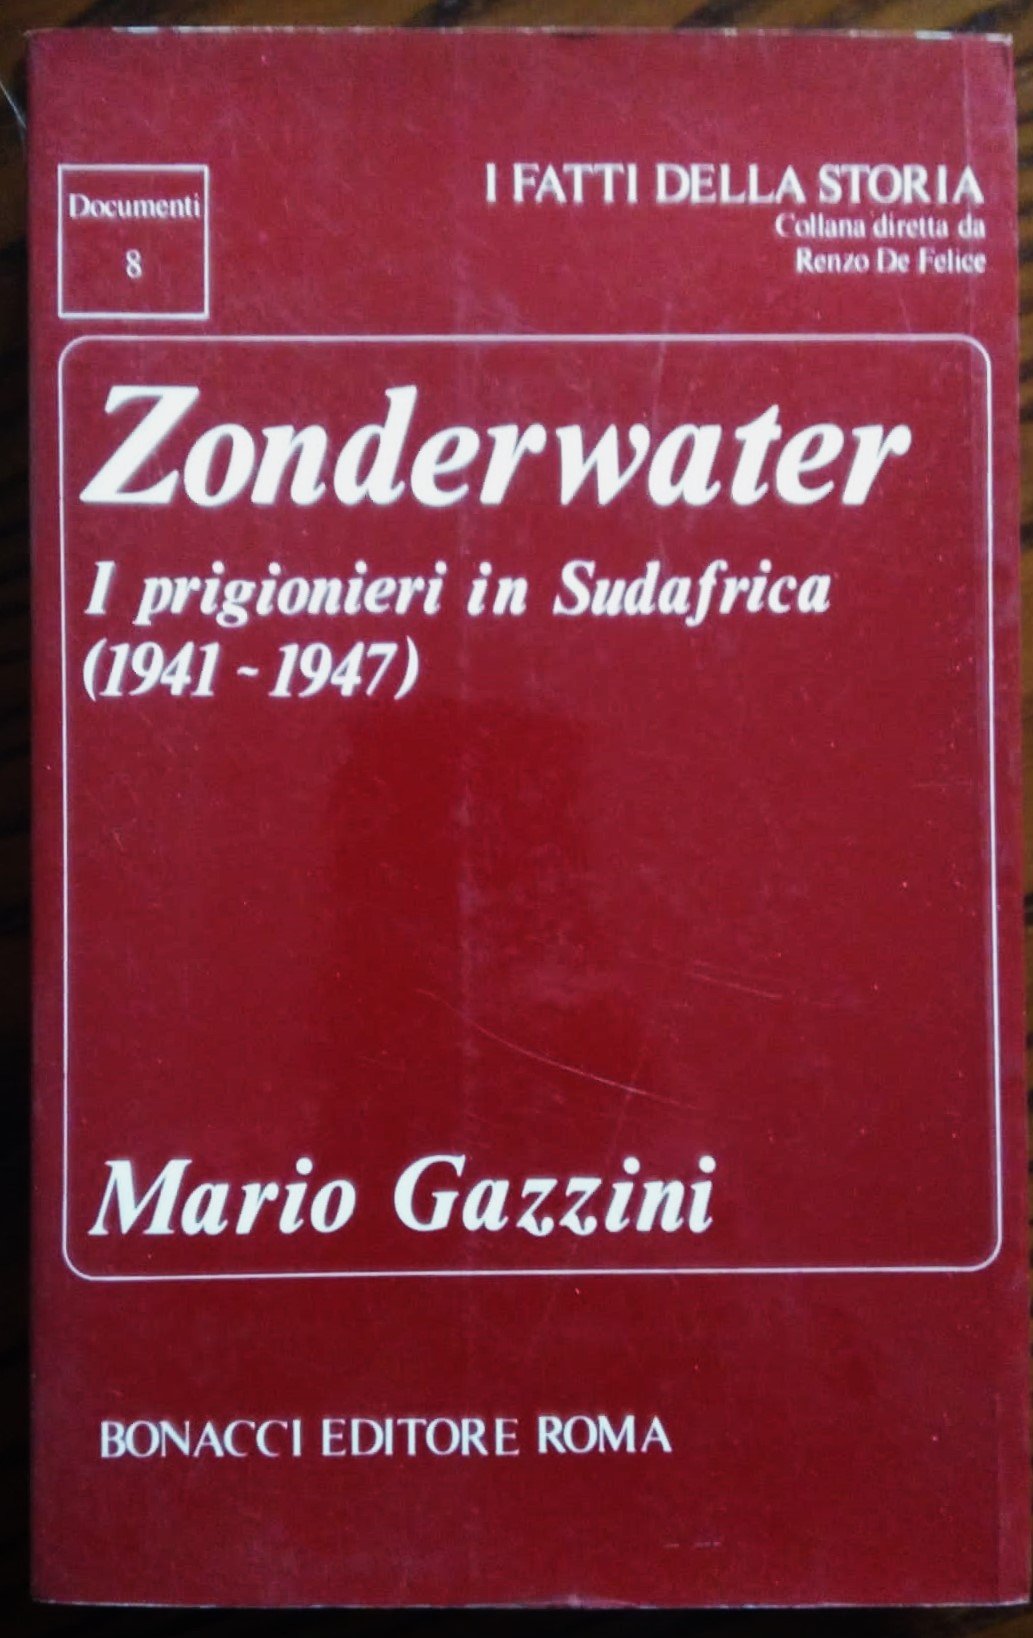 Documenti
8
I FATTI DELLA STORIA
Collana diretta da
Renzo De Felice
Zonderwater
I prigionieri in Sudafrica
(1941 - 1947)
Mario Gazzini
BONACCI EDITORE ROMA